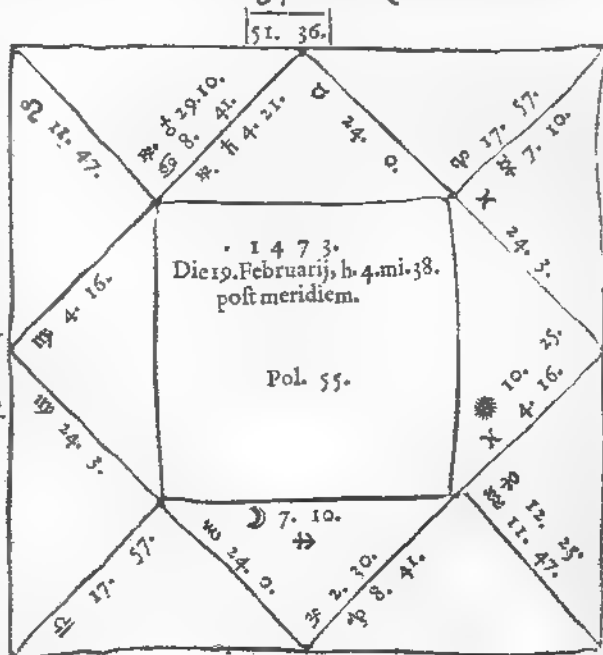 51. 36.
♌ 11. 47.
♂ 29. 10.
♋ 8. 41.
♄ 4. 21.
♉ 24. 0.
♈ 17. 57.
7. 10.
♓ 24. 3.
1473.
Die 19. Februarij, h. 4. mi. 38.
poſt meridiem.
Pol. 55.
♍ 4. 16.
♍ 24. 3.
☉ 10. 25.
♓ 4. 16.
12. 25.
♒ 11. 47.
☽ 7. 10.
♐
♏ 24. 0.
♃ 2. 30.
♑ 8. 41.
♎ 17. 57.